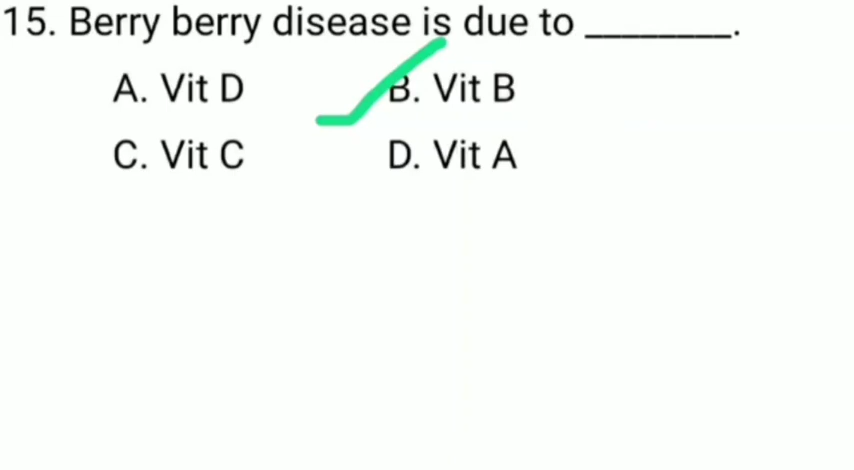 15. Berry berry disease is due to ________.
A. Vit D B. Vit B
C. Vit C D. Vit A